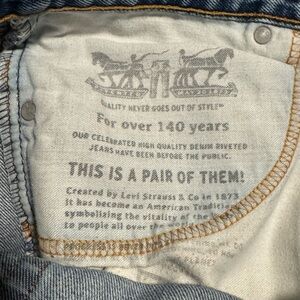 QUALITY NEVER GOES OUT OF STYLE™
For over 140 years
OUR CELEBRATED HIGH QUALITY DENIM RIVETED
JEANS HAVE BEEN BEFORE THE PUBLIC.
THIS IS A PAIR OF THEM!
Created by Levi Strauss & Co in 1873
it has become an American Tradition
symbolizing the vitality of the W
to people all over the world